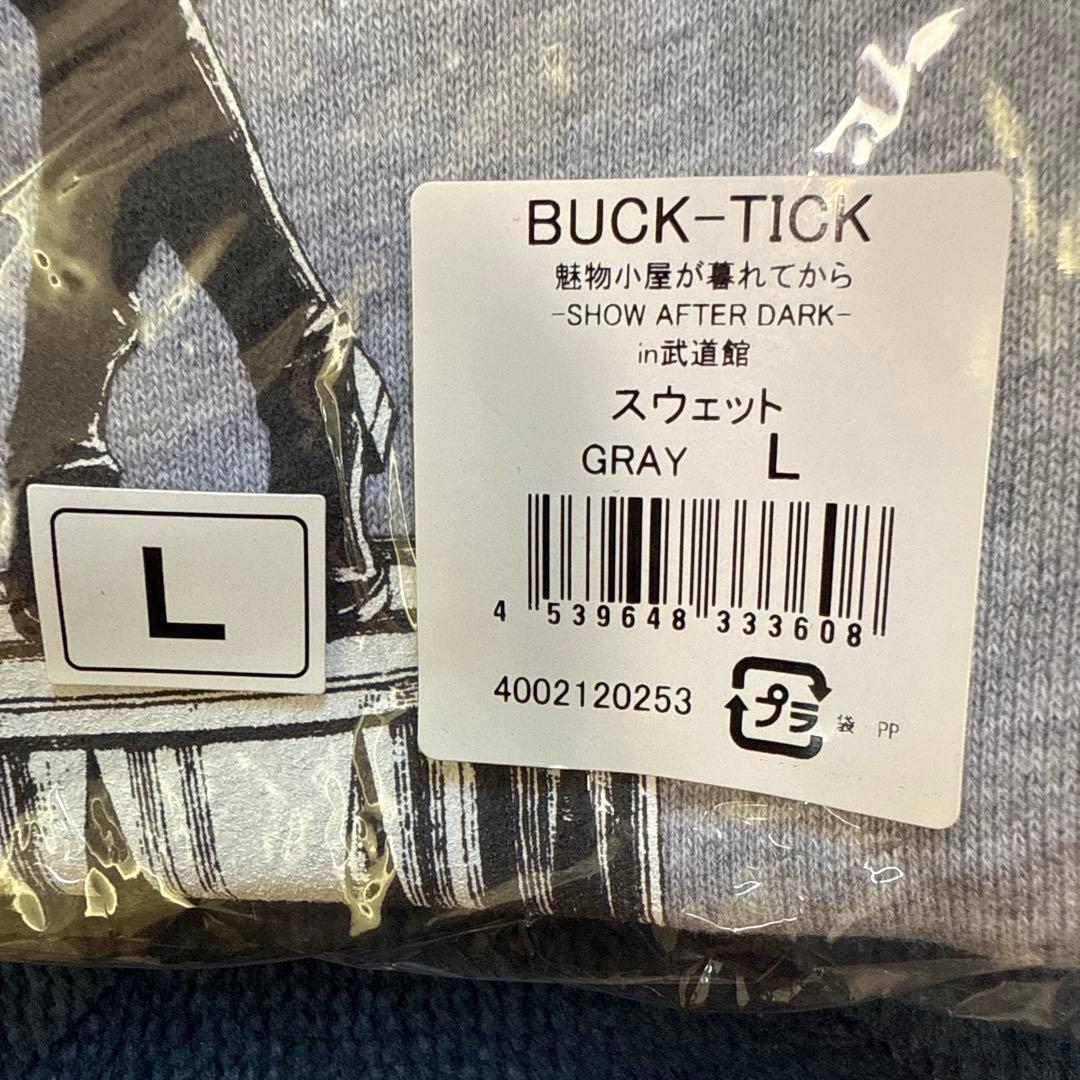 BUCK-TICK
魅物小屋が暮れてから
-SHOW AFTER DARK-
in武道館
スウェット
GRAY L
4 539648 333608
4002120253
プラ 袋 PP
L